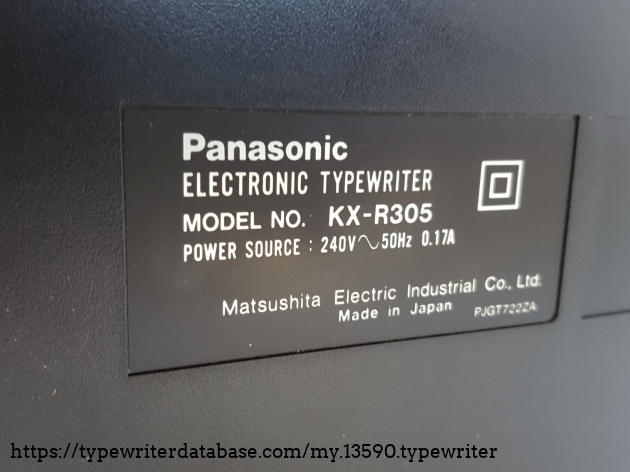 Panasonic
ELECTRONIC TYPEWRITER
MODEL NO. KX-R305
POWER SOURCE : 240V∿50Hz 0.17A
Matsushita Electric Industrial Co., Ltd.
Made in Japan PJGT722ZA
https://typewriterdatabase.com/my.13590.typewriter